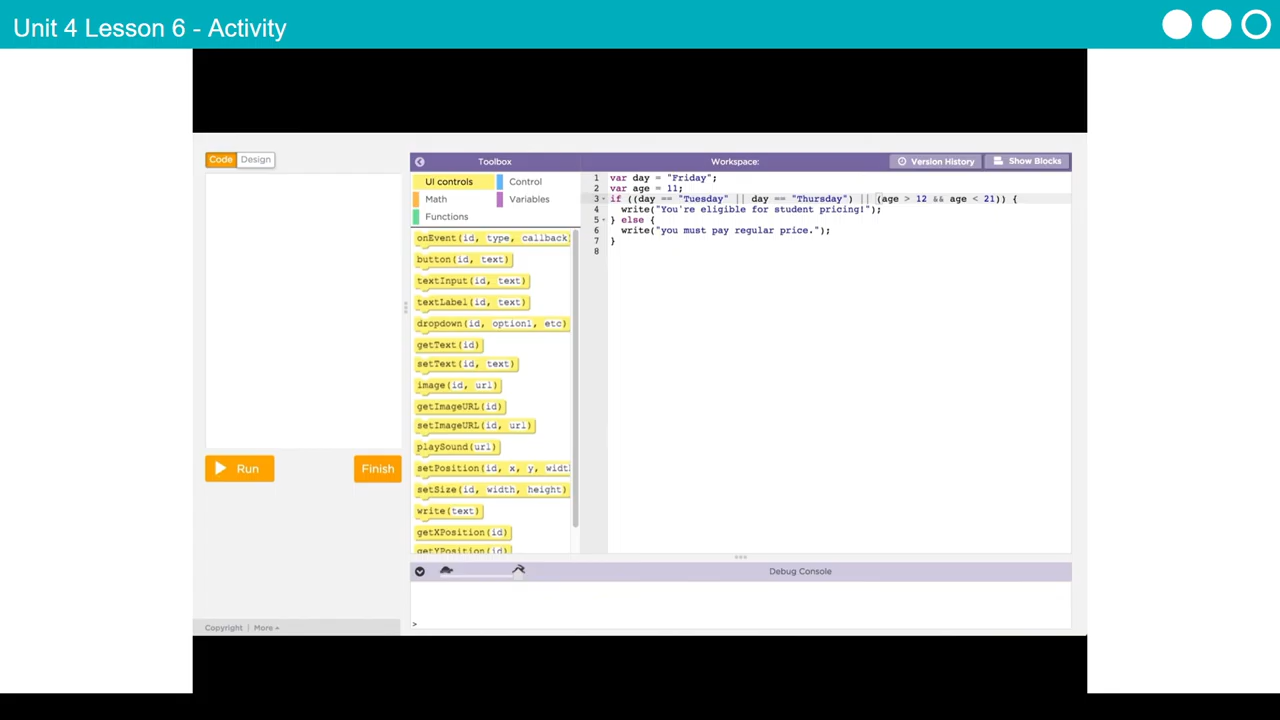 Unit 4 Lesson 6 - Activity
Code Design
Toolbox
Workspace:
Version History
Show Blocks
UI controls
Control
Math
Variables
Functions
onEvent(id, type, callback)
button(id, text)
textInput(id, text)
textLabel(id, text)
dropdown(id, option1, etc)
getText(id)
setText(id, text)
image(id, url)
getImageURL(id)
setImageURL(id, url)
playSound(url)
setPosition(id, x, y, widt
setSize(id, width, height)
write(text)
getXPosition(id)
getYPosition(id)
1 var day = "Friday";
2 var age = 11;
3 if ((day == "Tuesday" || day == "Thursday") || (age > 12 && age < 21)) {
4 write("You're eligible for student pricing!");
5 } else {
6 write("you must pay regular price.");
7 }
8
Run
Finish
Debug Console
>
Copyright | More